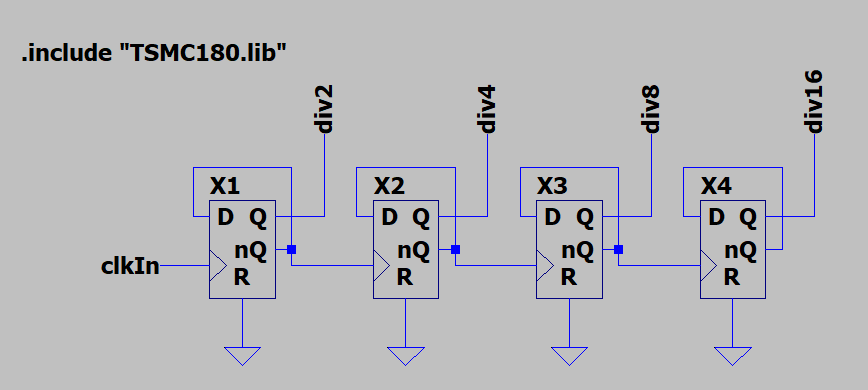 .include "TSMC180.lib"
div2
div4
div8
div16
X1
X2
X3
X4
D Q
D Q
D Q
D Q
nQ
nQ
nQ
nQ
clkIn
R
R
R
R